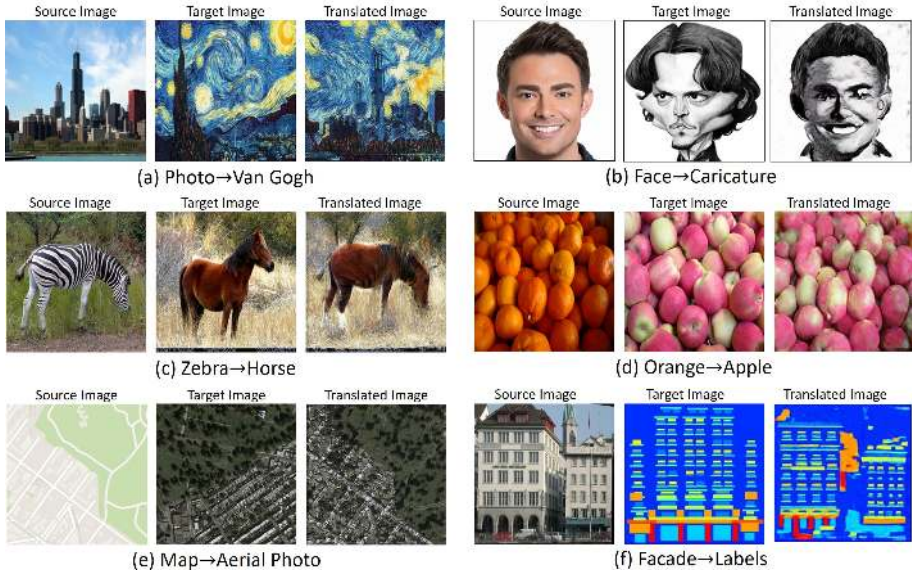 Source Image Target Image Translated Image
(a) Photo→Van Gogh
Source Image Target Image Translated Image
(b) Face→Caricature
Source Image Target Image Translated Image
(c) Zebra→Horse
Source Image Target Image Translated Image
(d) Orange→Apple
Source Image Target Image Translated Image
(e) Map→Aerial Photo
Source Image Target Image Translated Image
(f) Facade→Labels